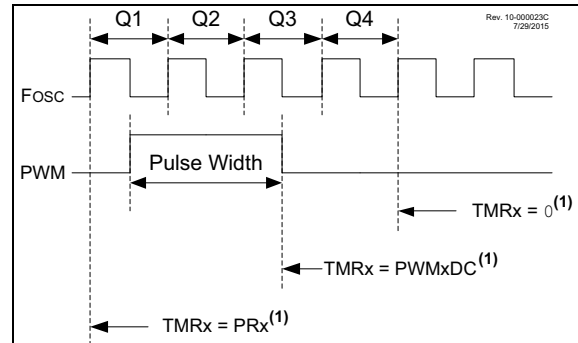 Rev. 10-000023C
7/29/2015
Q1 Q2 Q3 Q4
FOSC
PWM
Pulse Width
TMRx = 0(1)
TMRx = PWMxDC(1)
TMRx = PRx(1)